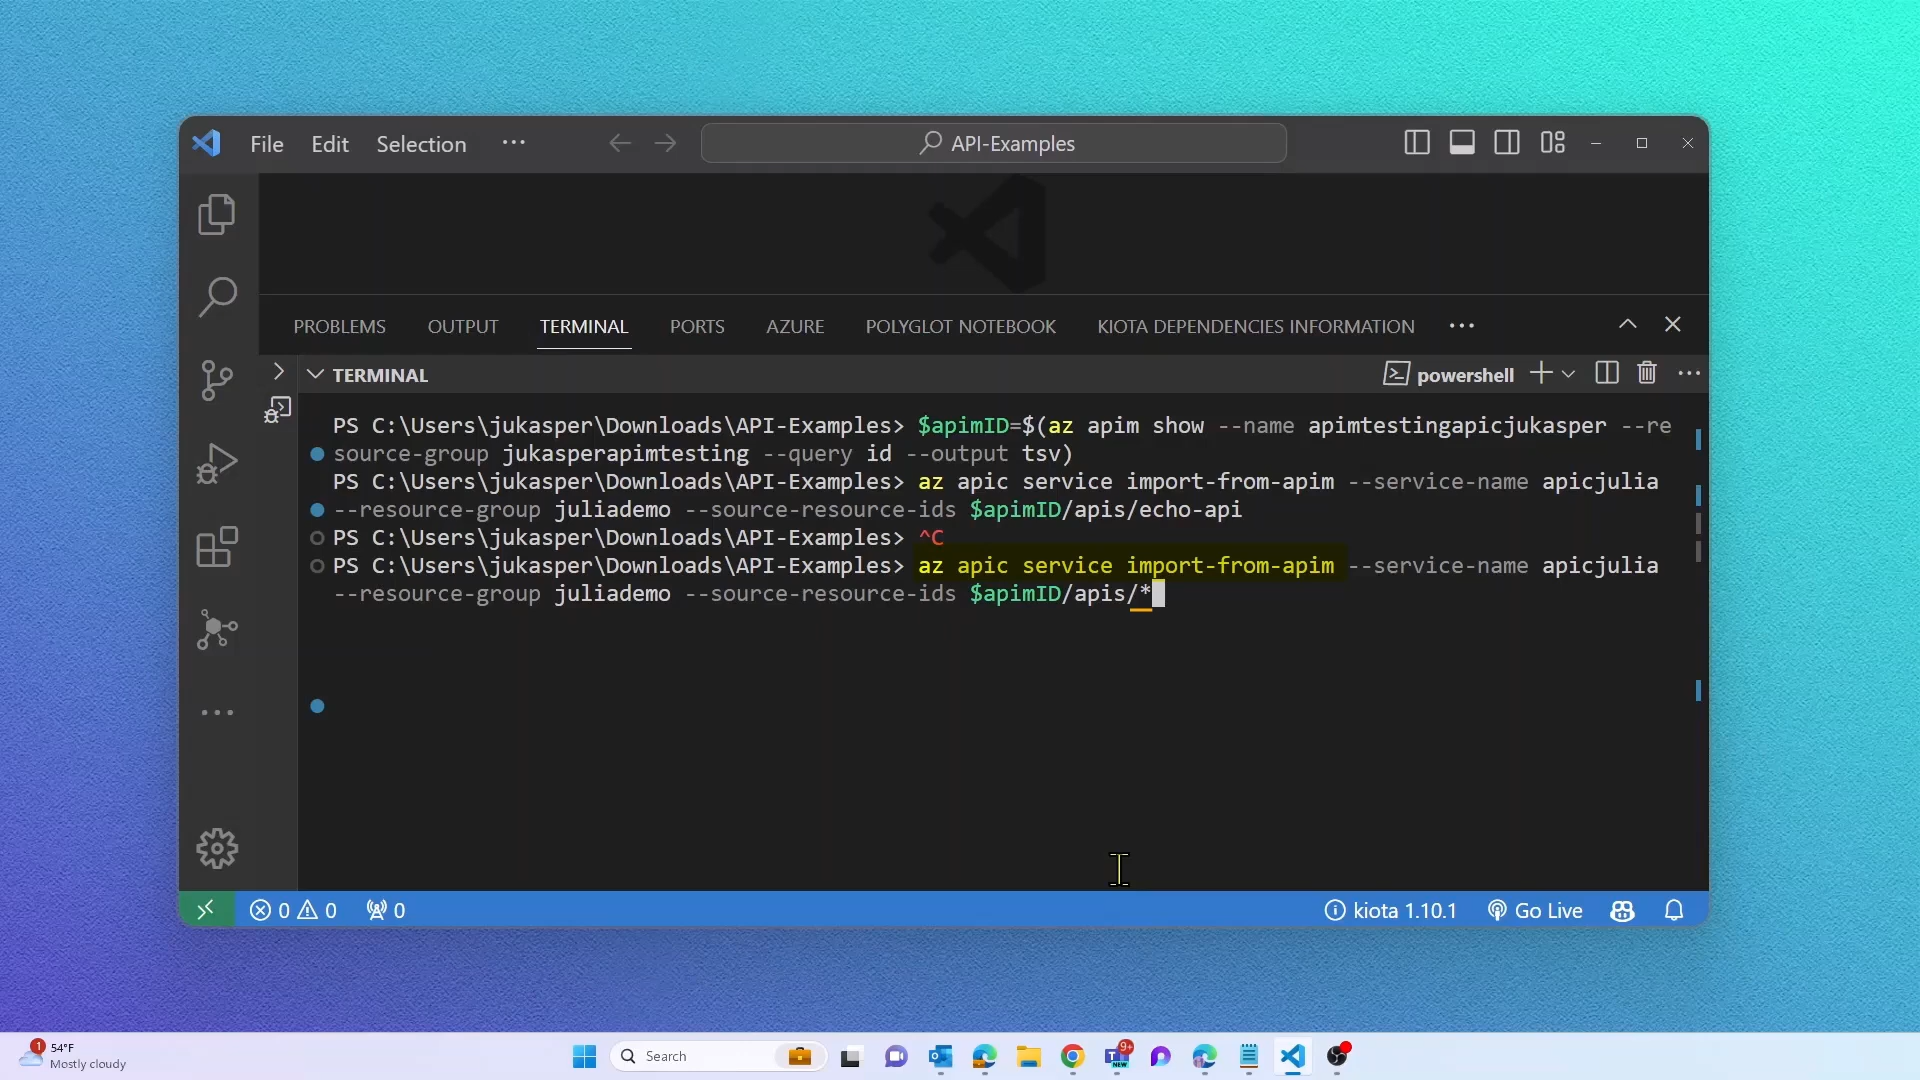 File Edit Selection ··· API-Examples
PROBLEMS OUTPUT TERMINAL PORTS AZURE POLYGLOT NOTEBOOK KIOTA DEPENDENCIES INFORMATION ···
TERMINAL powershell
PS C:\Users\jukasper\Downloads\API-Examples> $apimID=$(az apim show --name apimtestingapicjukasper --re
source-group jukasperapimtesting --query id --output tsv)
PS C:\Users\jukasper\Downloads\API-Examples> az apic service import-from-apim --service-name apicjulia
--resource-group juliademo --source-resource-ids $apimID/apis/echo-api
PS C:\Users\jukasper\Downloads\API-Examples> ^C
PS C:\Users\jukasper\Downloads\API-Examples> az apic service import-from-apim --service-name apicjulia
--resource-group juliademo --source-resource-ids $apimID/apis/*
0 0 0 kiota 1.10.1 Go Live
1 54°F
Mostly cloudy
Search
9+
NEW